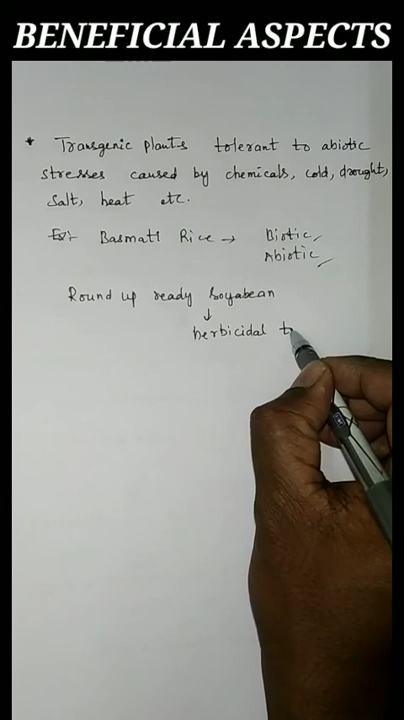 BENEFICIAL ASPECTS
* Transgenic plants tolerant to abiotic
stresses caused by chemicals, cold, drought,
salt, heat etc.
Ex:- Basmati Rice → Biotic,
Abiotic,
Round up ready Soyabean
↓
herbicidal t